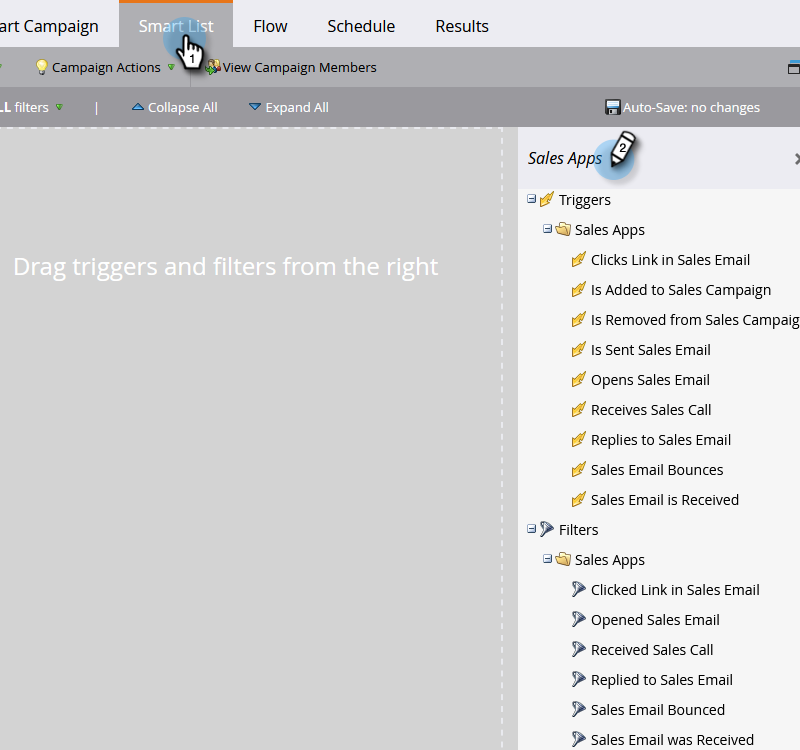 art Campaign Smart List Flow Schedule Results
1
Campaign Actions View Campaign Members
LL filters | Collapse All Expand All Auto-Save: no changes
Sales Apps 2
Triggers
Sales Apps
Clicks Link in Sales Email
Is Added to Sales Campaign
Is Removed from Sales Campaig
Is Sent Sales Email
Opens Sales Email
Receives Sales Call
Replies to Sales Email
Sales Email Bounces
Sales Email is Received
Filters
Sales Apps
Clicked Link in Sales Email
Opened Sales Email
Received Sales Call
Replied to Sales Email
Sales Email Bounced
Sales Email was Received
Drag triggers and filters from the right